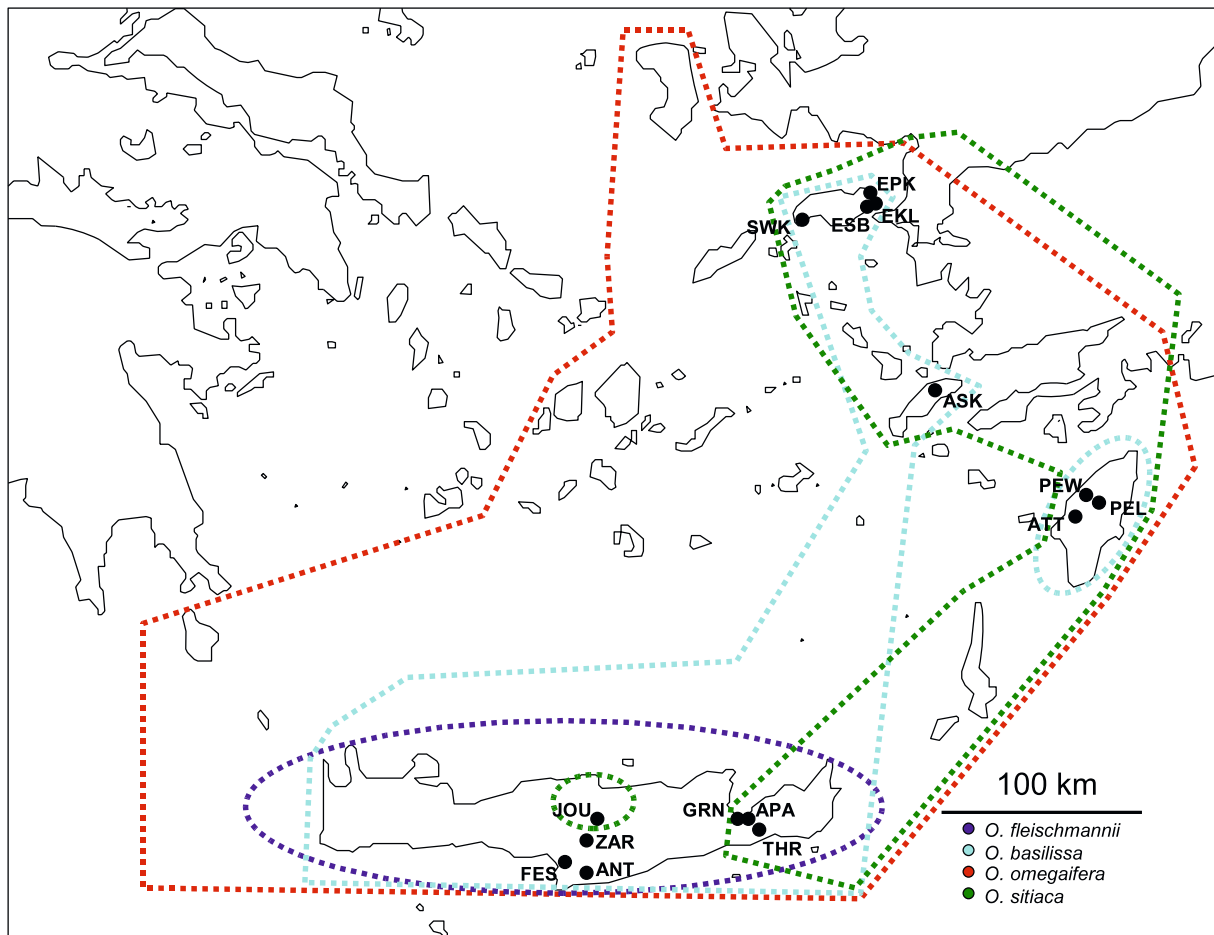 EPK
EKL
ESB
SWK
ASK
PEW
PEL
ATT
100 km
JOU
GRN
APA
ZAR
THR
FES
ANT
O. fleischmannii
O. basilissa
O. omegaifera
O. sitiaca